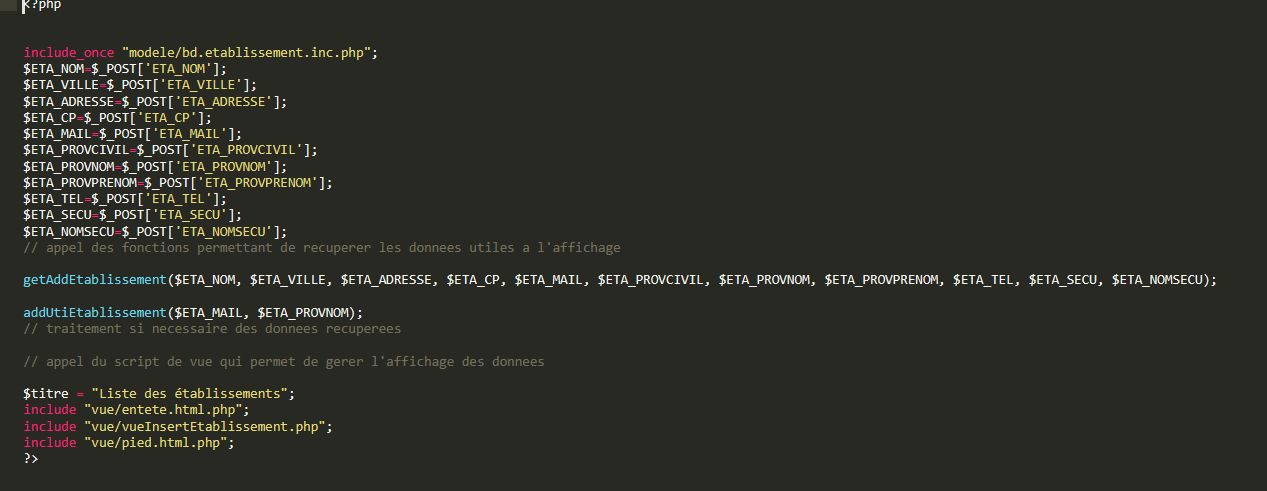 <?php
include_once "modele/bd.etablissement.inc.php";
$ETA_NOM=$_POST['ETA_NOM'];
$ETA_VILLE=$_POST['ETA_VILLE'];
$ETA_ADRESSE=$_POST['ETA_ADRESSE'];
$ETA_CP=$_POST['ETA_CP'];
$ETA_MAIL=$_POST['ETA_MAIL'];
$ETA_PROVCIVIL=$_POST['ETA_PROVCIVIL'];
$ETA_PROVNOM=$_POST['ETA_PROVNOM'];
$ETA_PROVPRENOM=$_POST['ETA_PROVPRENOM'];
$ETA_TEL=$_POST['ETA_TEL'];
$ETA_SECU=$_POST['ETA_SECU'];
$ETA_NOMSECU=$_POST['ETA_NOMSECU'];
// appel des fonctions permettant de recuperer les donnees utiles a l'affichage
getAddEtablissement($ETA_NOM, $ETA_VILLE, $ETA_ADRESSE, $ETA_CP, $ETA_MAIL, $ETA_PROVCIVIL, $ETA_PROVNOM, $ETA_PROVPRENOM, $ETA_TEL, $ETA_SECU, $ETA_NOMSECU);
addUtiEtablissement($ETA_MAIL, $ETA_PROVNOM);
// traitement si necessaire des donnees recuperees
// appel du script de vue qui permet de gerer l'affichage des donnees
$titre = "Liste des établissements";
include "vue/entete.html.php";
include "vue/vueInsertEtablissement.php";
include "vue/pied.html.php";
?>